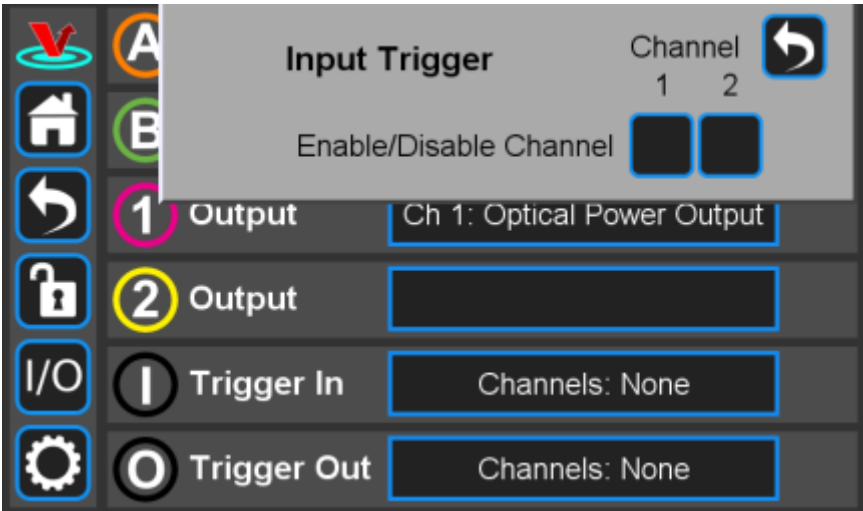 A
Input Trigger
Channel
1 2
B
Enable/Disable Channel
1 Output
Ch 1: Optical Power Output
2 Output
I/O
I Trigger In
Channels: None
O Trigger Out
Channels: None